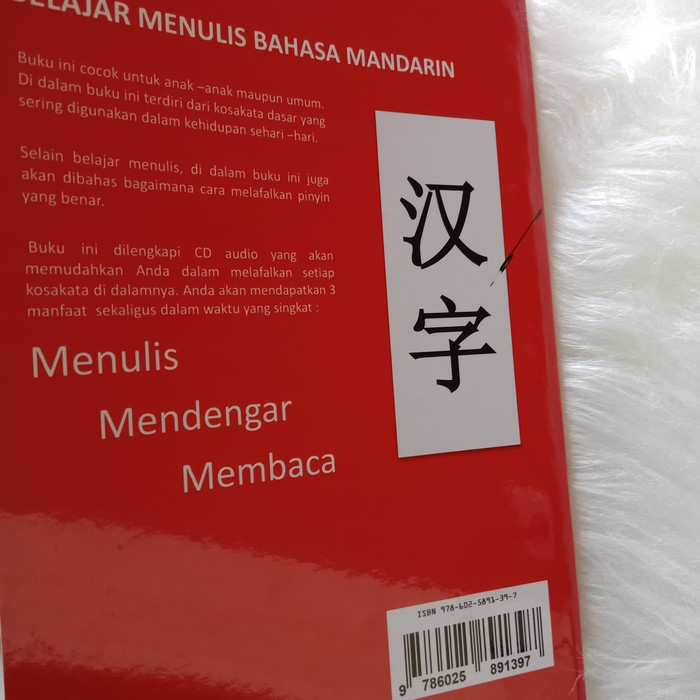 BELAJAR MENULIS BAHASA MANDARIN
Buku ini cocok untuk anak –anak maupun umum.
Di dalam buku ini terdiri dari kosakata dasar yang
sering digunakan dalam kehidupan sehari –hari.
Selain belajar menulis, di dalam buku ini juga
akan dibahas bagaimana cara melafalkan pinyin
yang benar.
Buku ini dilengkapi CD audio yang akan
memudahkan Anda dalam melafalkan setiap
kosakata di dalamnya. Anda akan mendapatkan 3
manfaat sekaligus dalam waktu yang singkat :
Menulis
Mendengar
Membaca
汉
字
ISBN 978-602-5891-39-7
9 786025 891397